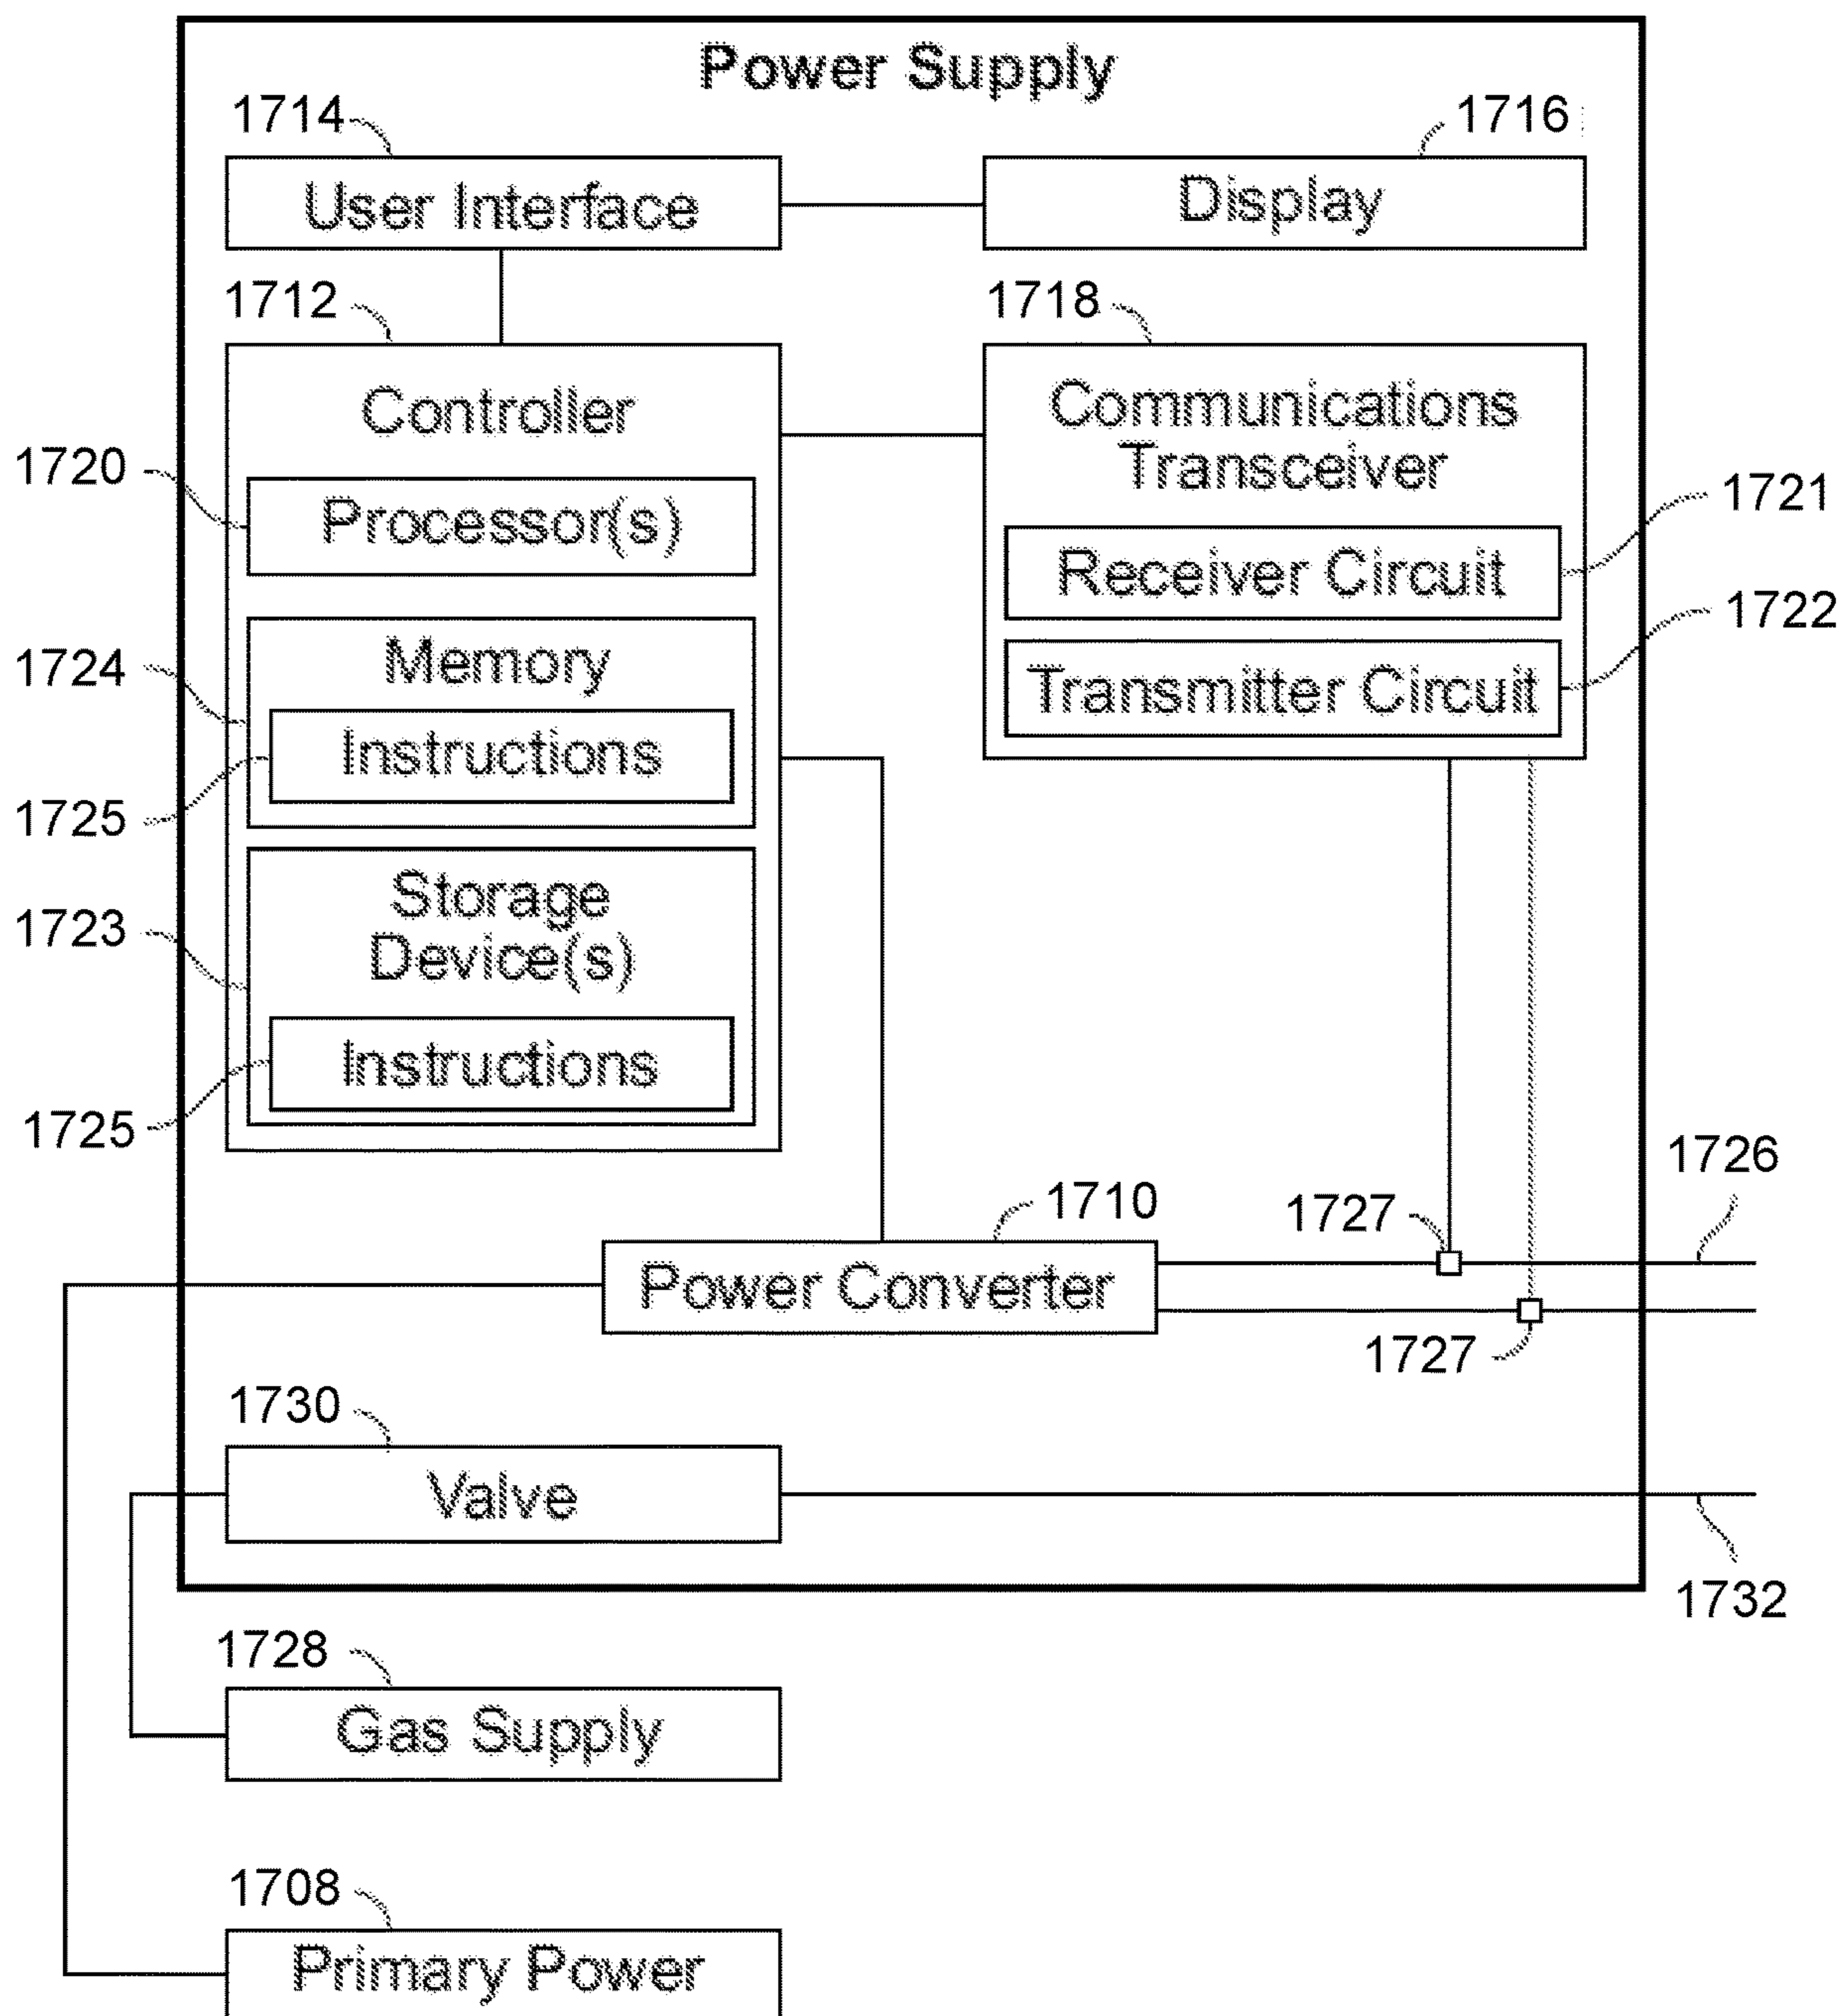 Power Supply
1714
1716
User Interface
Display
1712
1718
Controller
Communications
Transceiver
1720
Processor(s)
1721
Receiver Circuit
1722
1724
Memory
Transmitter Circuit
Instructions
1725
Storage
Device(s)
1723
Instructions
1725
1726
1710
1727
Power Converter
1727
1730
Valve
1732
1728
Gas Supply
1708
Primary Power